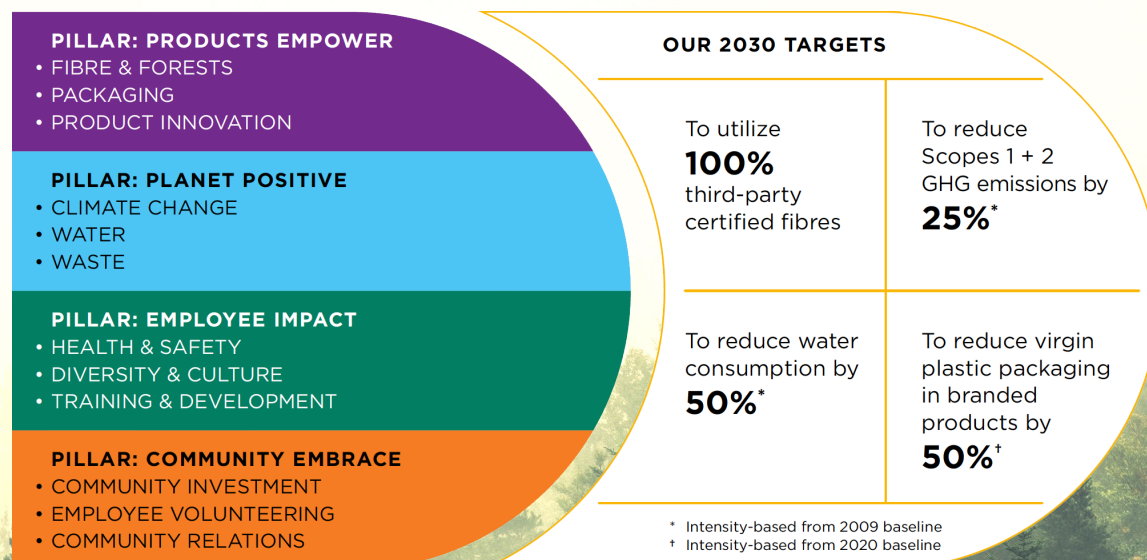 PILLAR: PRODUCTS EMPOWER
• FIBRE & FORESTS
• PACKAGING
• PRODUCT INNOVATION
PILLAR: PLANET POSITIVE
• CLIMATE CHANGE
• WATER
• WASTE
PILLAR: EMPLOYEE IMPACT
• HEALTH & SAFETY
• DIVERSITY & CULTURE
• TRAINING & DEVELOPMENT
PILLAR: COMMUNITY EMBRACE
• COMMUNITY INVESTMENT
• EMPLOYEE VOLUNTEERING
• COMMUNITY RELATIONS
OUR 2030 TARGETS
To utilize
100%
third-party
certified fibres
To reduce
Scopes 1 + 2
GHG emissions by
25%*
To reduce water
consumption by
50%*
To reduce virgin
plastic packaging
in branded
products by
50%†
* Intensity-based from 2009 baseline
† Intensity-based from 2020 baseline